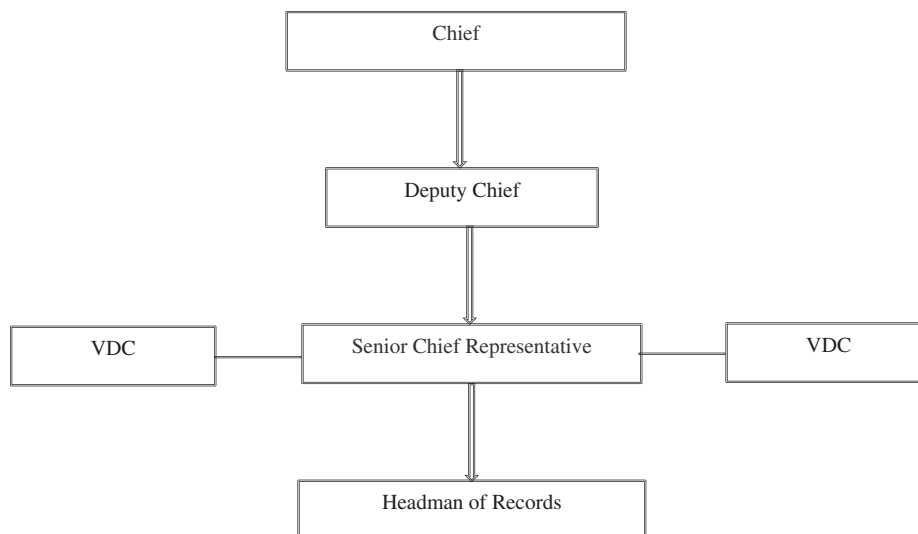 Chief
Deputy Chief
VDC
Senior Chief Representative
VDC
Headman of Records